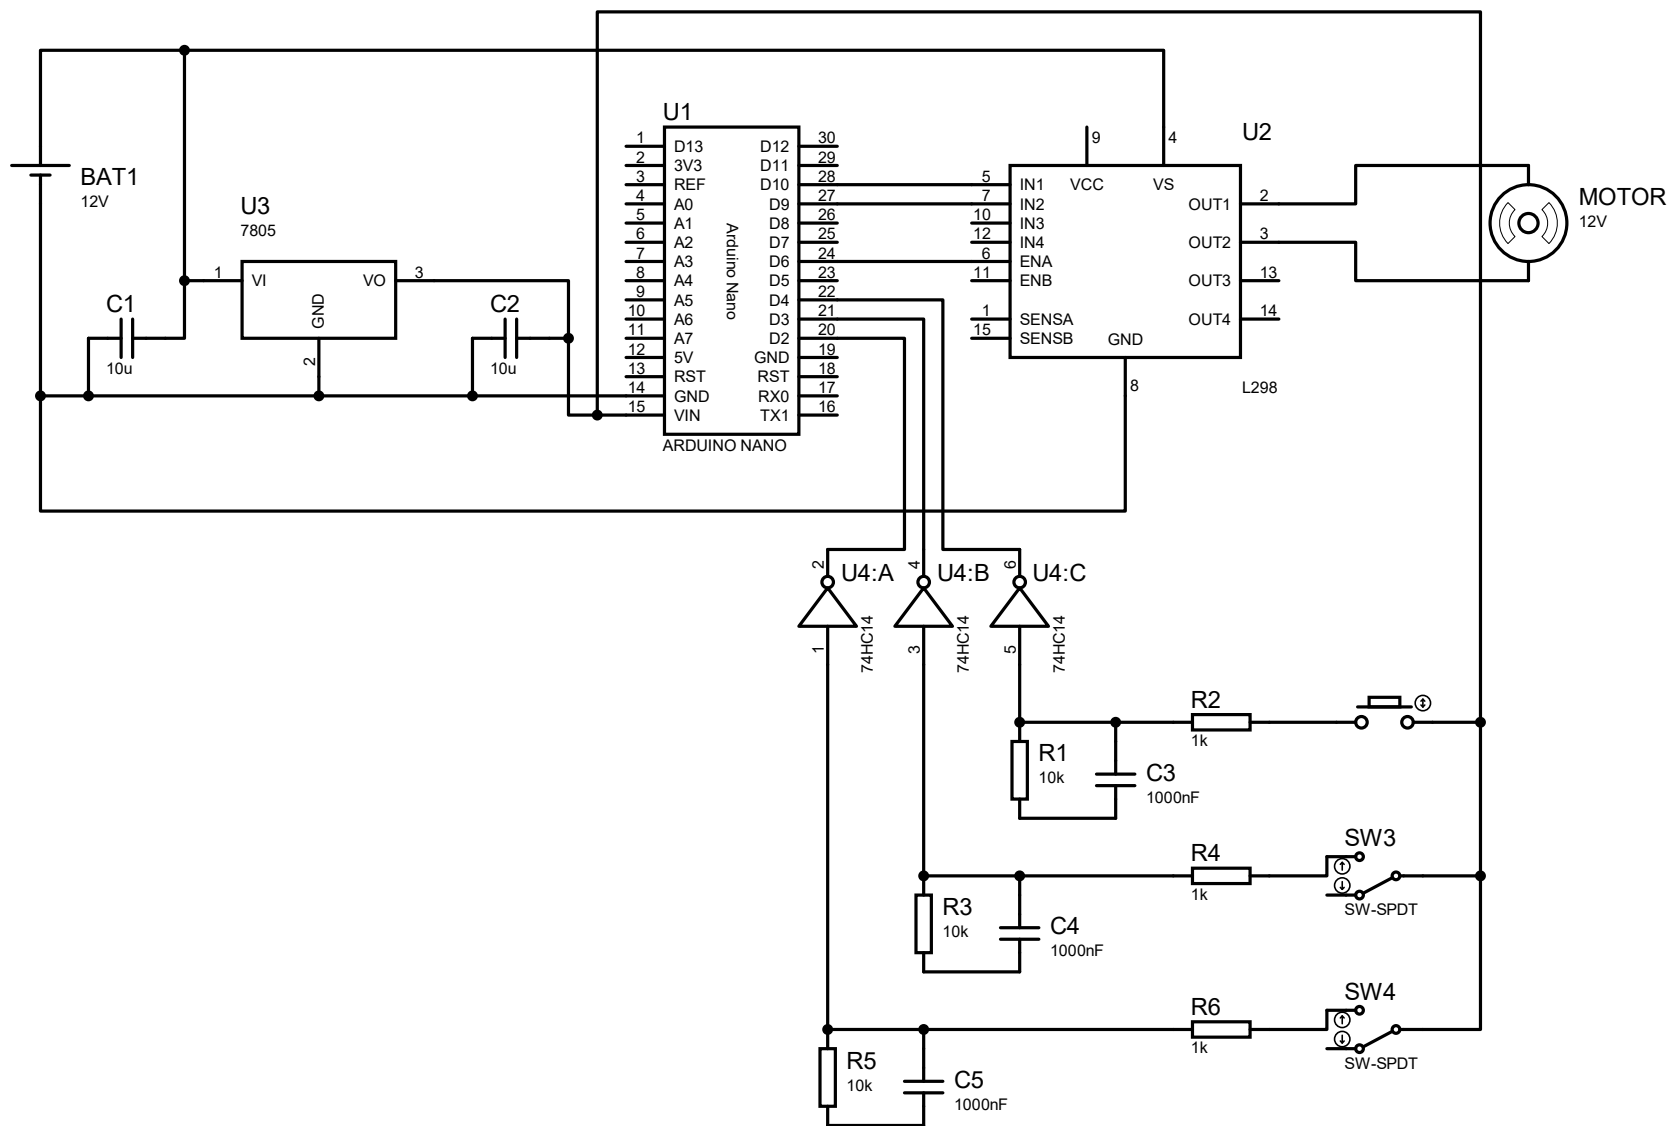 BAT1
12V
U3
7805
1
VI
VO
3
GND
2
C1
10u
C2
10u
U1
1 D13
2 3V3
3 REF
4 A0
5 A1
6 A2
7 A3
8 A4
9 A5
10 A6
11 A7
12 5V
13 RST
14 GND
15 VIN
Arduino Nano
D12 30
D11 29
D10 28
D9 27
D8 26
D7 25
D6 24
D5 23
D4 22
D3 21
D2 20
GND 19
RST 18
RX0 17
TX1 16
ARDUINO NANO
U2
9
4
VCC
VS
5 IN1
7 IN2
10 IN3
12 IN4
6 ENA
11 ENB
1 SENSA
15 SENSB
OUT1 2
OUT2 3
OUT3 13
OUT4 14
GND
8
L298
MOTOR
12V
2
U4:A
1
74HC14
4
U4:B
3
74HC14
6
U4:C
5
74HC14
R2
1k
R1
10k
C3
1000nF
R4
1k
SW3
SW-SPDT
R3
10k
C4
1000nF
R6
1k
SW4
SW-SPDT
R5
10k
C5
1000nF